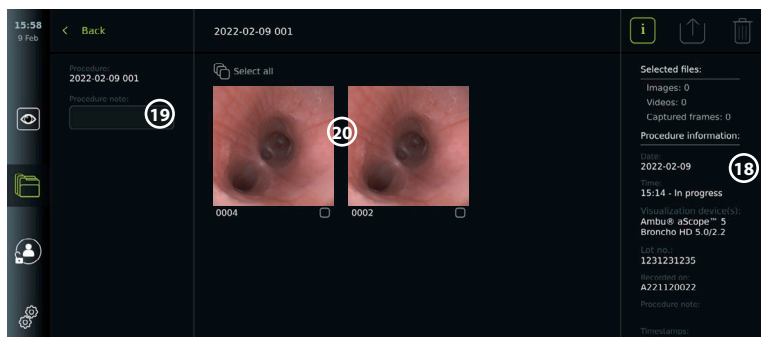 15:58
9 Feb
Back
2022-02-09 001
i
Procedure:
2022-02-09 001
Procedure note:
19
Select all
20
0004
0002
Selected files:
Images: 0
Videos: 0
Captured frames: 0
Procedure information:
Date:
2022-02-09
18
Time:
15:14 - In progress
Visualization device(s):
Ambu® aScope™ 5
Broncho HD 5.0/2.2
Lot no.:
1231231235
Recorded on:
A221120022
Procedure note:
Timestamps: